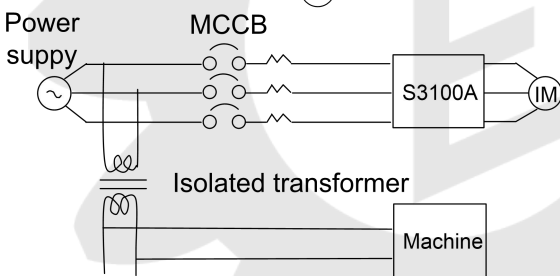 Power
suppy
MCCB
S3100A
IM
Isolated transformer
Machine